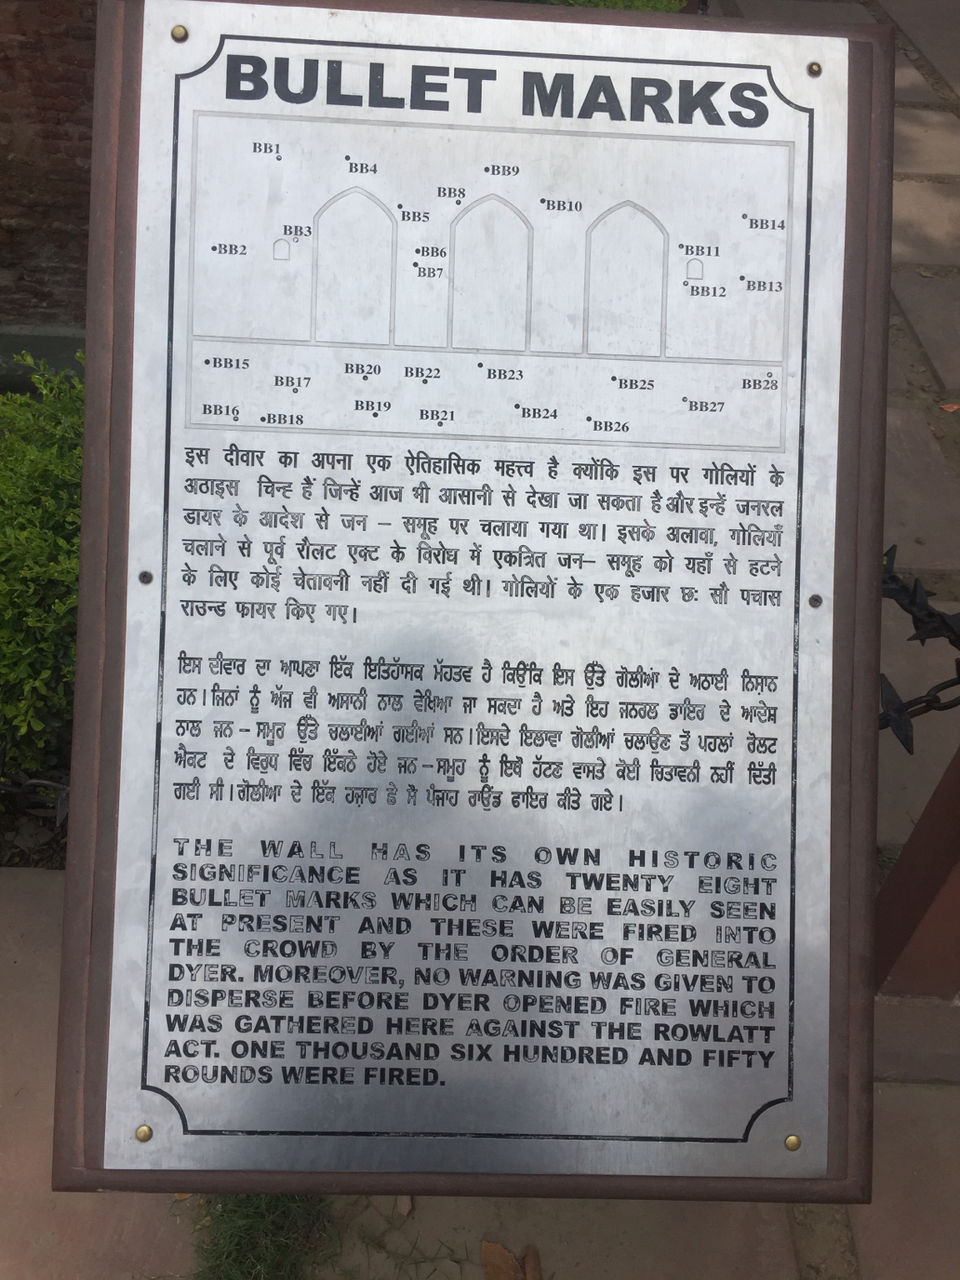 BULLET MARKS
BB1
BB4
BB9
BB8
BB10
BB5
BB14
BB3
BB2
BB6
BB11
BB7
BB12
BB13
BB15
BB17
BB20
BB22
BB23
BB25
BB28
BB16
BB18
BB19
BB21
BB24
BB26
BB27
इस दीवार का अपना एक ऐतिहासिक महत्त्व है क्योंकि इस पर गोलियों के
अठाइस चिन्ह हैं जिन्हें आज भी आसानी से देखा जा सकता है और इन्हें जनरल
डायर के आदेश से जन – समूह पर चलाया गया था। इसके अलावा, गोलियाँ
चलाने से पूर्व रौलट एक्ट के विरोध में एकत्रित जन– समूह को यहाँ से हटने
के लिए कोई चेतावनी नहीं दी गई थी। गोलियों के एक हजार छः सौ पचास
राउन्ड फायर किए गए।
ਇਸ ਦੀਵਾਰ ਦਾ ਆਪਣਾ ਇੱਕ ਇਤਿਹਾੱਸਕ ਮੱਹਤਵ ਹੈ ਕਿਉਂਕਿ ਇਸ ਉੱਤੇ ਗੋਲੀਆਂ ਦੇ ਅਠਾਈ ਨਿਸ਼ਾਨ
ਹਨ।ਜਿਨਾਂ ਨੂੰ ਅੱਜ ਵੀ ਅਸਾਨੀ ਨਾਲ ਵੇਖਿਆ ਜਾ ਸਕਦਾ ਹੈ ਅਤੇ ਇਹ ਜਨਰਲ ਡਾਇਰ ਦੇ ਆਦੇਸ਼
ਨਾਲ ਜਨ – ਸਮੂਹ ਉੱਤੇ ਚਲਾਈਆਂ ਗਈਆਂ ਸਨ।ਇਸਦੇ ਇਲਾਵਾ ਗੋਲੀਆਂ ਚਲਾਉਣ ਤੋਂ ਪਹਲਾਂ ਰੋਲਟ
ਐਕਟ ਦੇ ਵਿਰੁਧ ਵਿੱਚ ਇੱਕਠੇ ਹੋਏ ਜਨ–ਸਮੂਹ ਨੂੰ ਇਥੋਂ ਹੱਟਣ ਵਾਸਤੇ ਕੋਈ ਚਿਤਾਵਨੀ ਨਹੀਂ ਦਿੱਤੀ
ਗਈ ਸੀ।ਗੋਲੀਆ ਦੇ ਇੱਕ ਹਜ਼ਾਰ ਛੇ ਸੌ ਪੰਜਾਹ ਰਾਉਂਡ ਫਾਇਰ ਕੀਤੇ ਗਏ।
THE WALL HAS ITS OWN HISTORIC
SIGNIFICANCE AS IT HAS TWENTY EIGHT
BULLET MARKS WHICH CAN BE EASILY SEEN
AT PRESENT AND THESE WERE FIRED INTO
THE CROWD BY THE ORDER OF GENERAL
DYER. MOREOVER, NO WARNING WAS GIVEN TO
DISPERSE BEFORE DYER OPENED FIRE WHICH
WAS GATHERED HERE AGAINST THE ROWLATT
ACT. ONE THOUSAND SIX HUNDRED AND FIFTY
ROUNDS WERE FIRED.